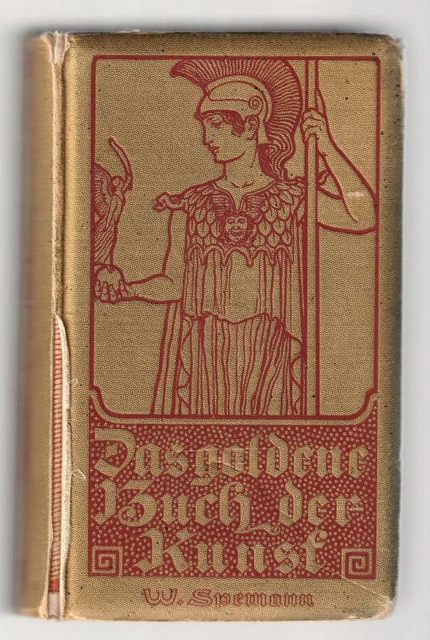 Das goldene
Buch der
Kunst
W. Spemann